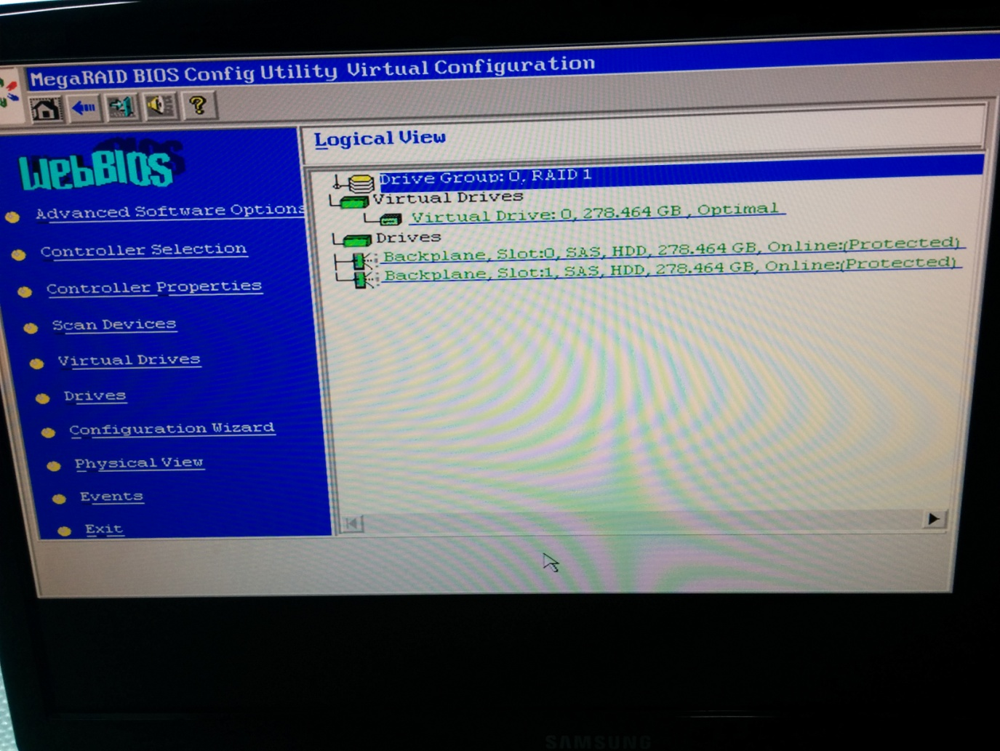 MegaRAID BIOS Config Utility Virtual Configuration
WebBIOS
Advanced Software Options
Controller Selection
Controller Properties
Scan Devices
Virtual Drives
Drives
Configuration Wizard
Physical View
Events
Exit
Logical View
Drive Group: 0, RAID 1
Virtual Drives
Virtual Drive: 0, 278.464 GB, Optimal
Drives
Backplane, Slot:0, SAS, HDD, 278.464 GB, Online:(Protected)
Backplane, Slot:1, SAS, HDD, 278.464 GB, Online:(Protected)
SAMSUNG